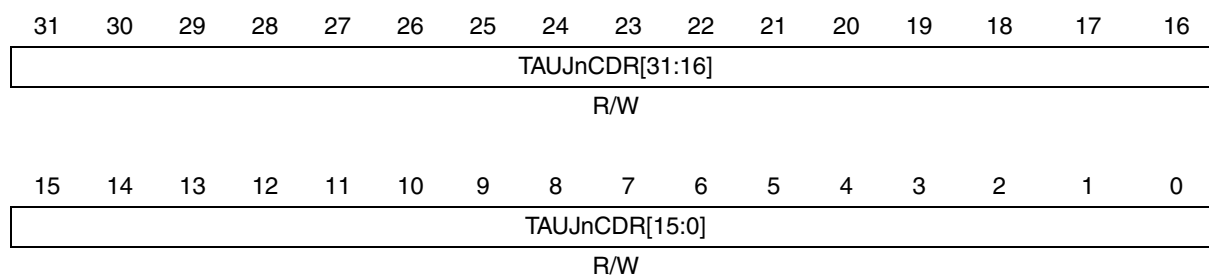 31 30 29 28 27 26 25 24 23 22 21 20 19 18 17 16
TAUJnCDR[31:16]
R/W
15 14 13 12 11 10 9 8 7 6 5 4 3 2 1 0
TAUJnCDR[15:0]
R/W